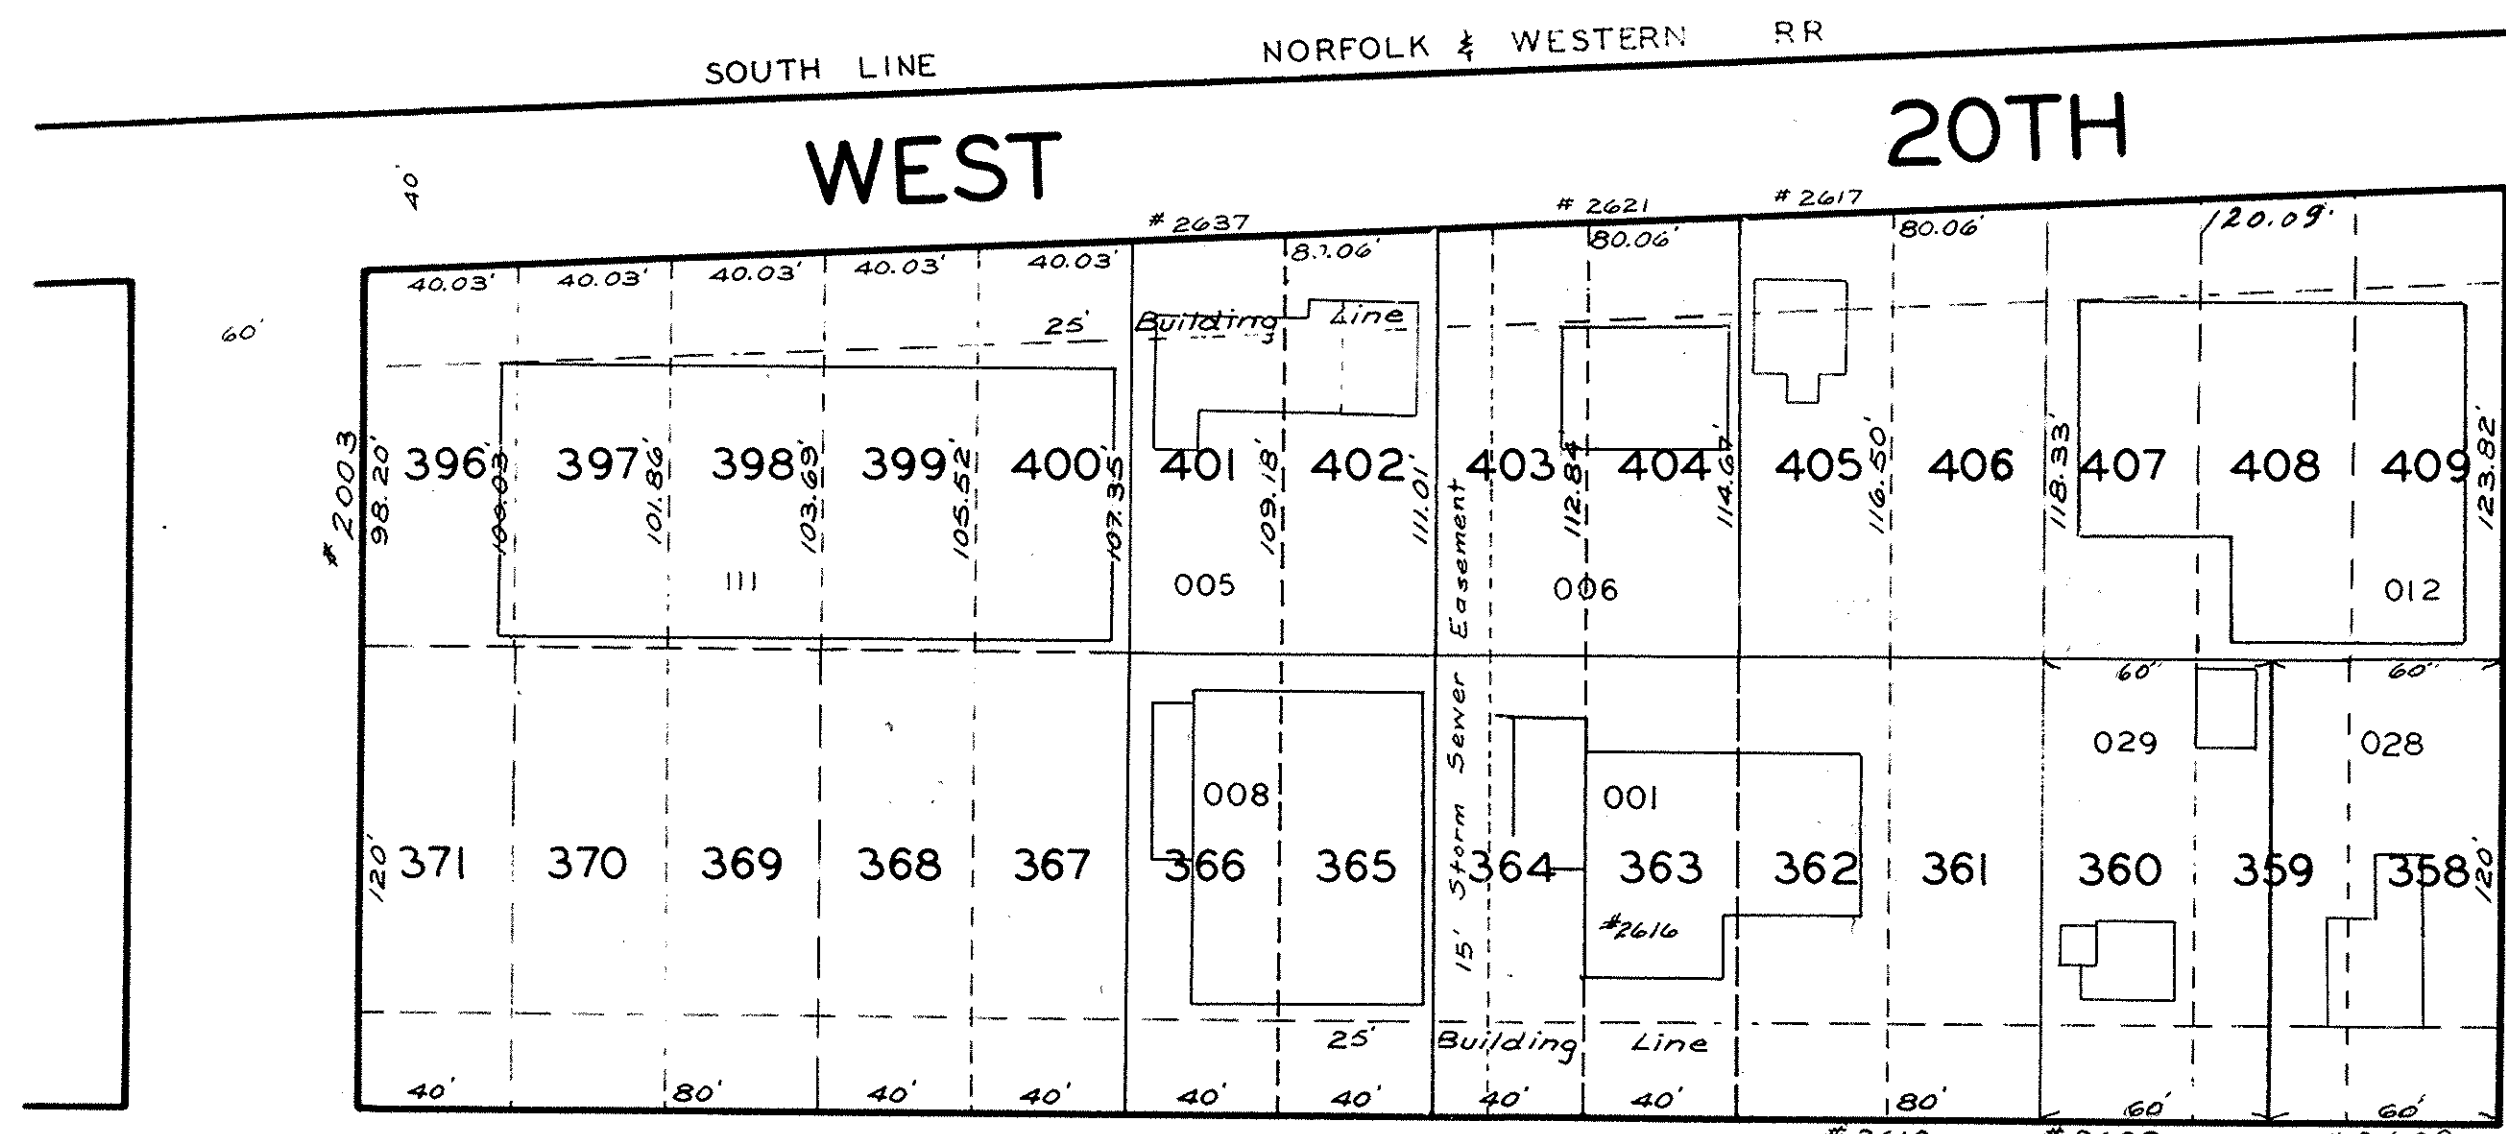 SOUTH LINE NORFOLK & WESTERN RR
WEST 20TH
40'
60'
#2003
#2637 #2621 #2617
40.03' 40.03' 40.03' 40.03' 40.03' 80.06' 80.06' 120.09'
25' Building Line
98.20' 100.03' 101.86' 103.69' 105.52' 107.35' 109.18' 111.01' 112.84' 114.67' 116.50' 118.33' 123.82'
396 397 398 399 400 401 402 403 404 405 406 407 408 409
111 005 006 012
15' Storm Sewer Easement
60' 60'
029 028
008 001
120' 371 370 369 368 367 366 365 364 363 362 361 360 359 358 120'
#2616
25' Building Line
40' 80' 40' 40' 40' 40' 40' 40' 80' 60' 60'